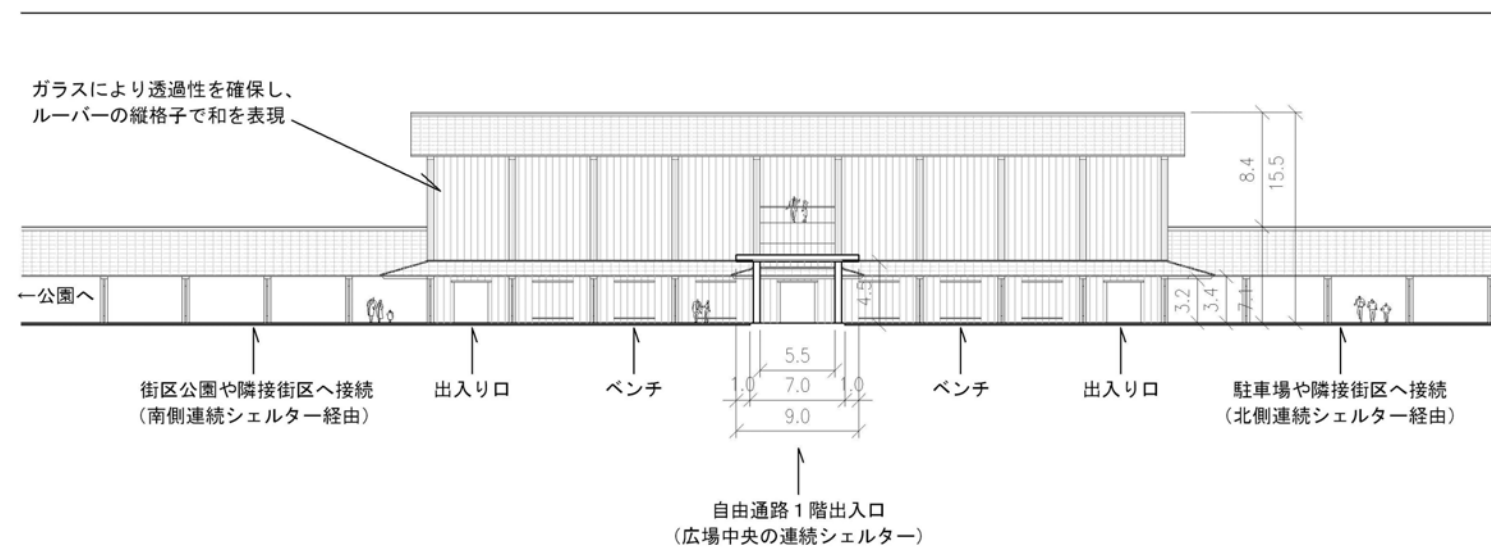 ガラスにより透過性を確保し、
ルーバーの縦格子で和を表現
8.4
15.5
←公園へ
4.5
3.2
3.4
7.1
5.5
1.0
7.0
1.0
9.0
街区公園や隣接街区へ接続
(南側連続シェルター経由)
出入り口
ベンチ
ベンチ
出入り口
駐車場や隣接街区へ接続
(北側連続シェルター経由)
自由通路1階出入口
(広場中央の連続シェルター)